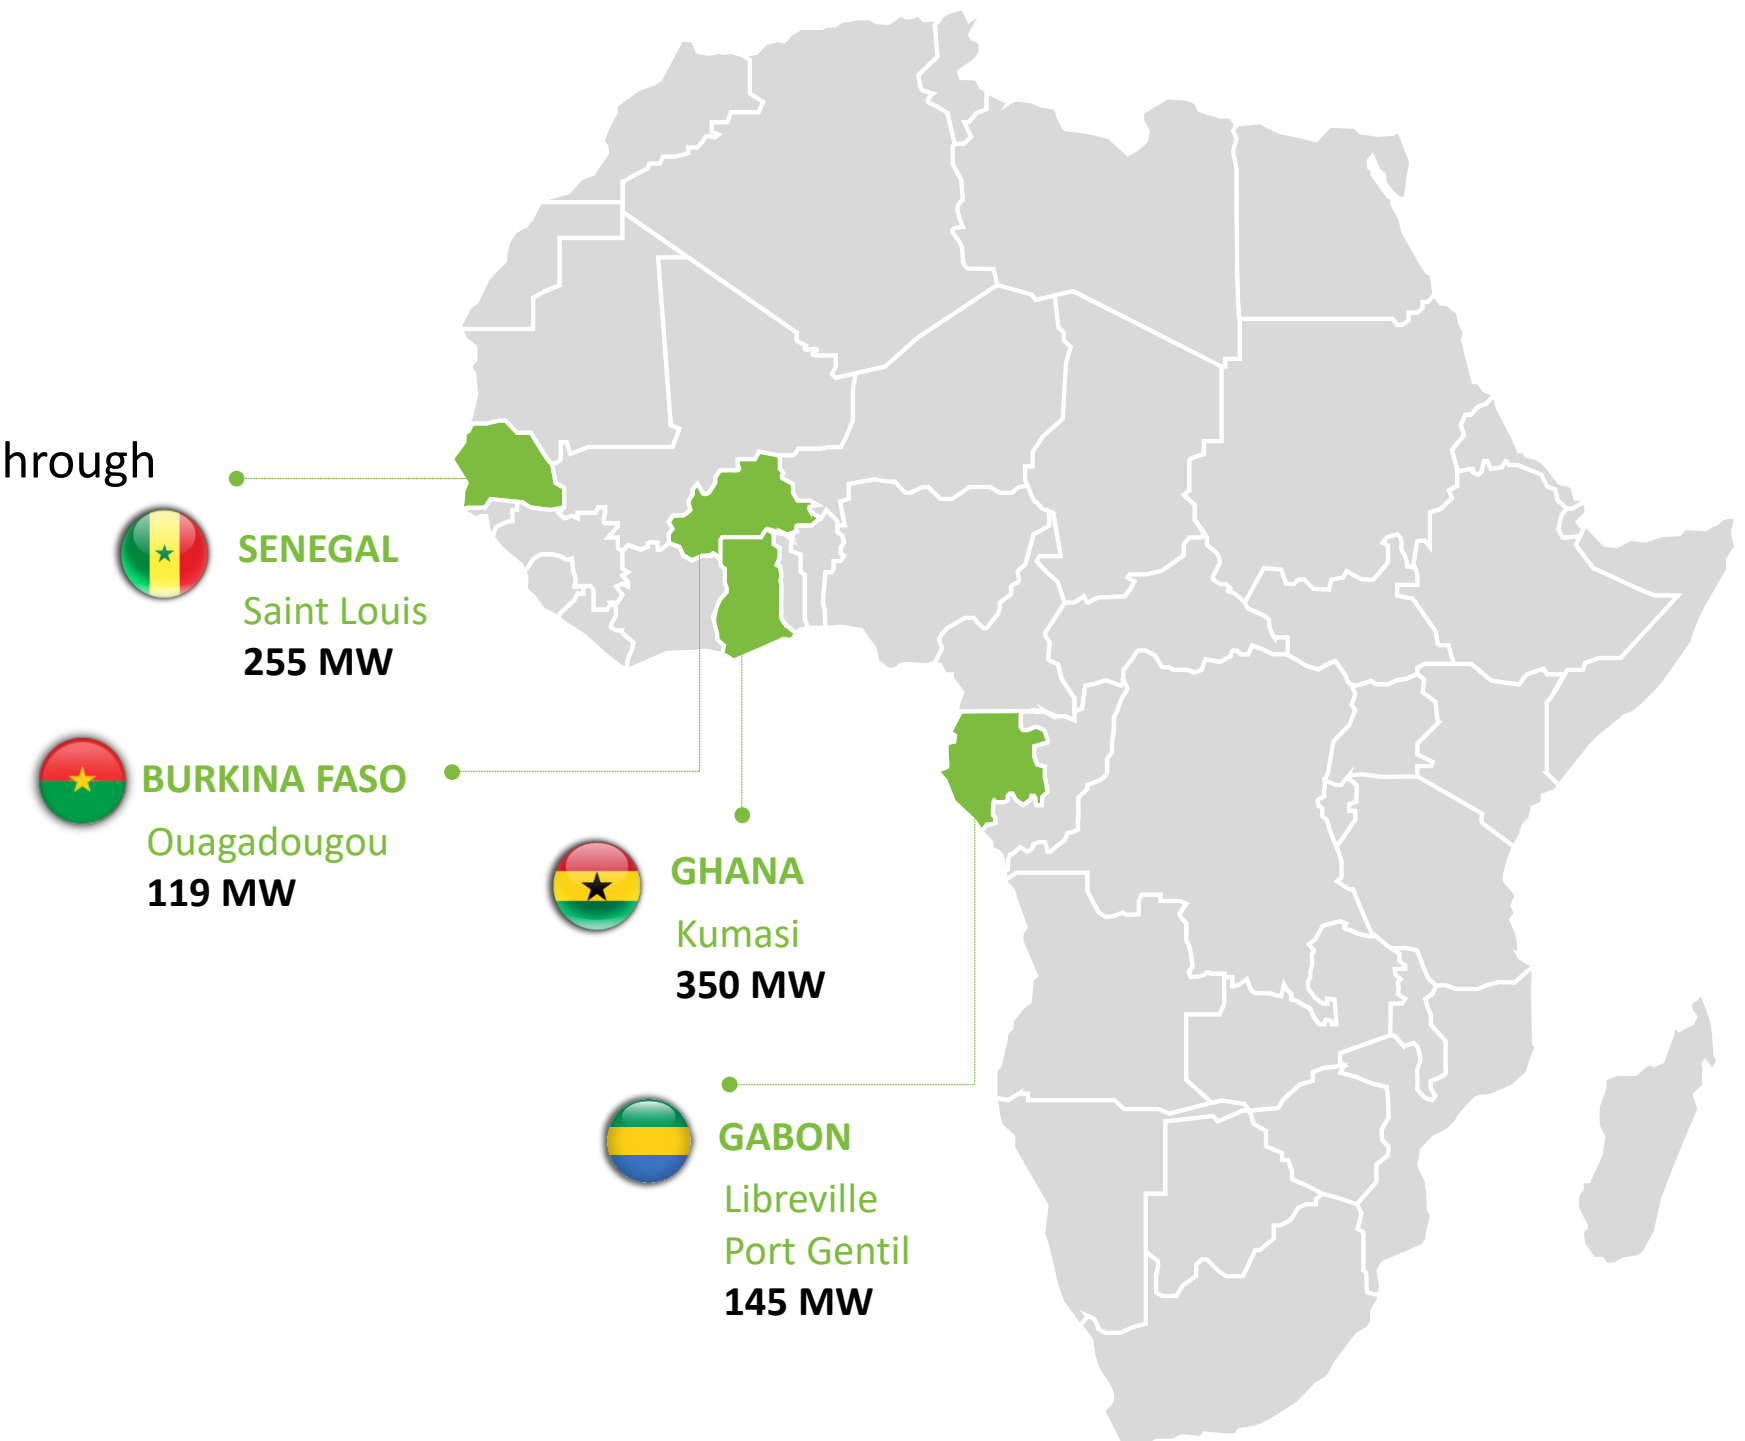 hrough
SENEGAL
Saint Louis
255 MW
BURKINA FASO
Ouagadougou
119 MW
GHANA
Kumasi
350 MW
GABON
Libreville
Port Gentil
145 MW